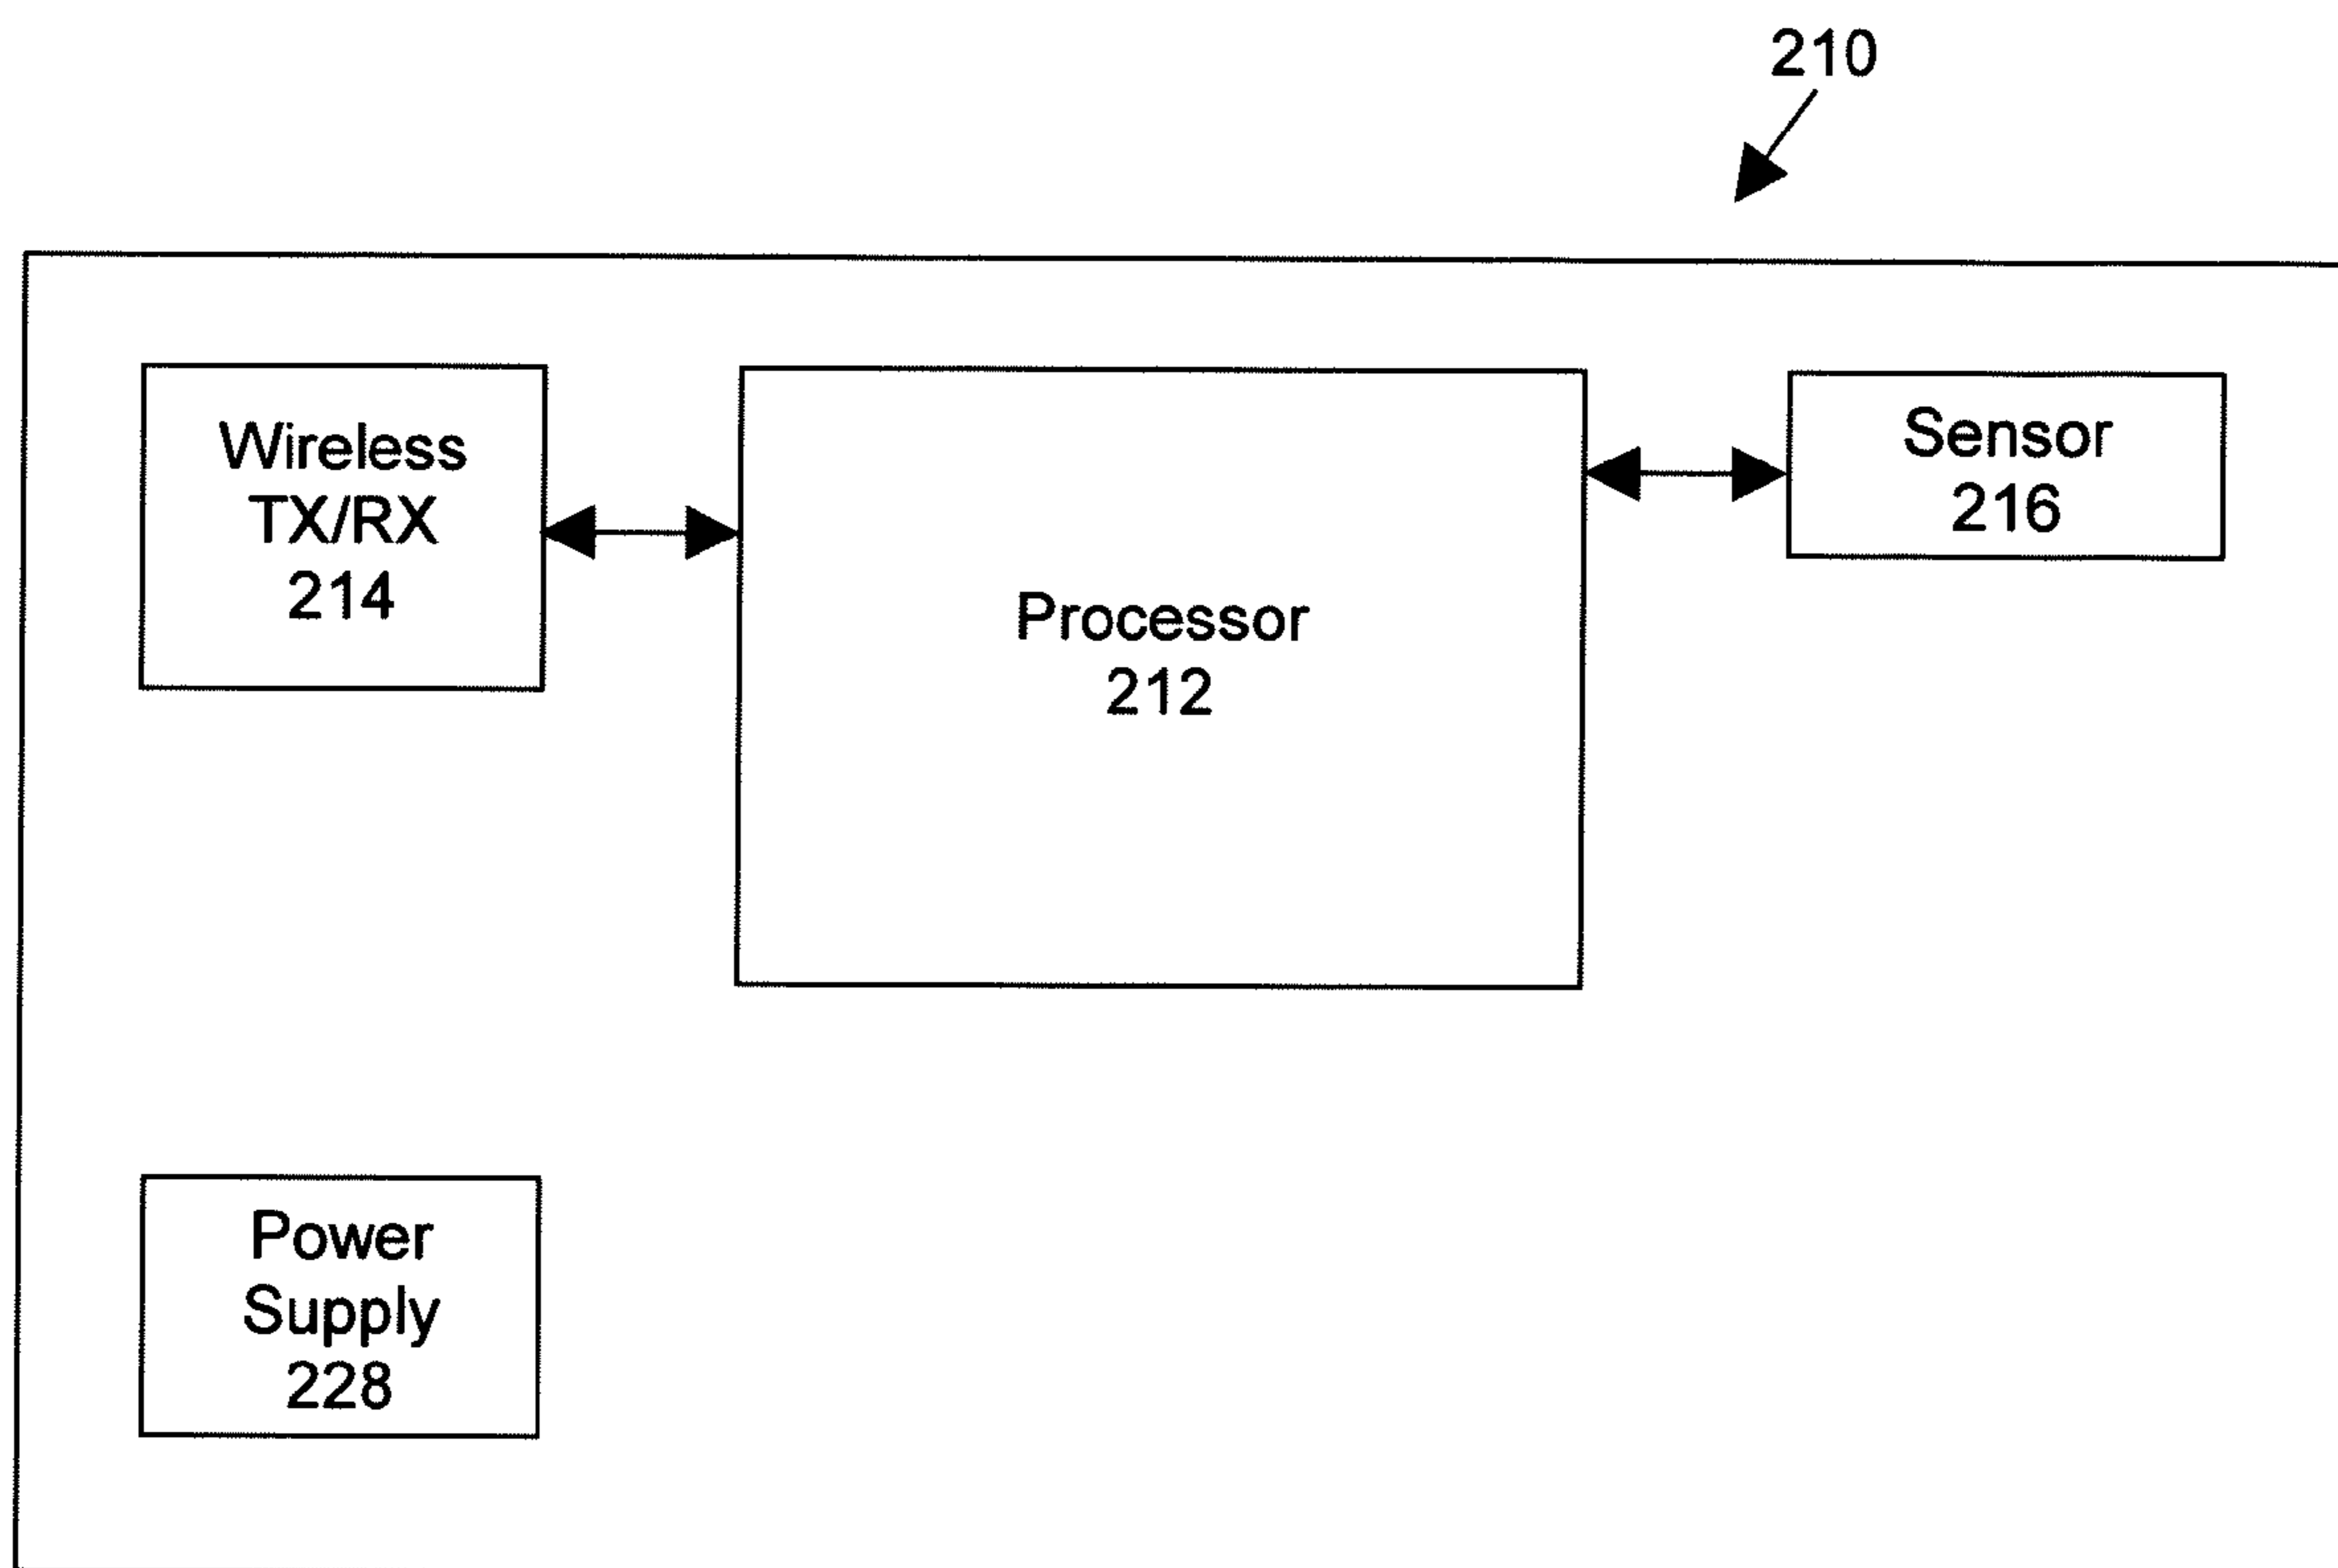 210
Wireless
TX/RX
214
Processor
212
Sensor
216
Power
Supply
228